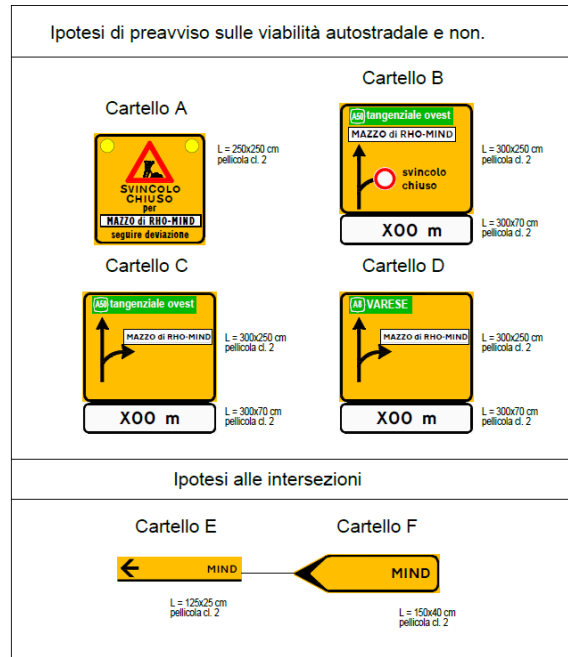 Ipotesi di preavviso sulle viabilità autostradale e non.
Cartello A
SVINCOLO
CHIUSO
per
MAZZO di RHO-MIND
seguire deviazione
L = 250x250 cm
pellicola cl. 2
Cartello B
A50 tangenziale ovest
MAZZO di RHO-MIND
svincolo
chiuso
X00 m
L = 300x250 cm
pellicola cl. 2
L = 300x70 cm
pellicola cl. 2
Cartello C
A50 tangenziale ovest
MAZZO di RHO-MIND
X00 m
L = 300x250 cm
pellicola cl. 2
L = 300x70 cm
pellicola cl. 2
Cartello D
A8 VARESE
MAZZO di RHO-MIND
X00 m
L = 300x250 cm
pellicola cl. 2
L = 300x70 cm
pellicola cl. 2
Ipotesi alle intersezioni
Cartello E
MIND
L = 125x25 cm
pellicola cl. 2
Cartello F
MIND
L = 150x40 cm
pellicola cl. 2